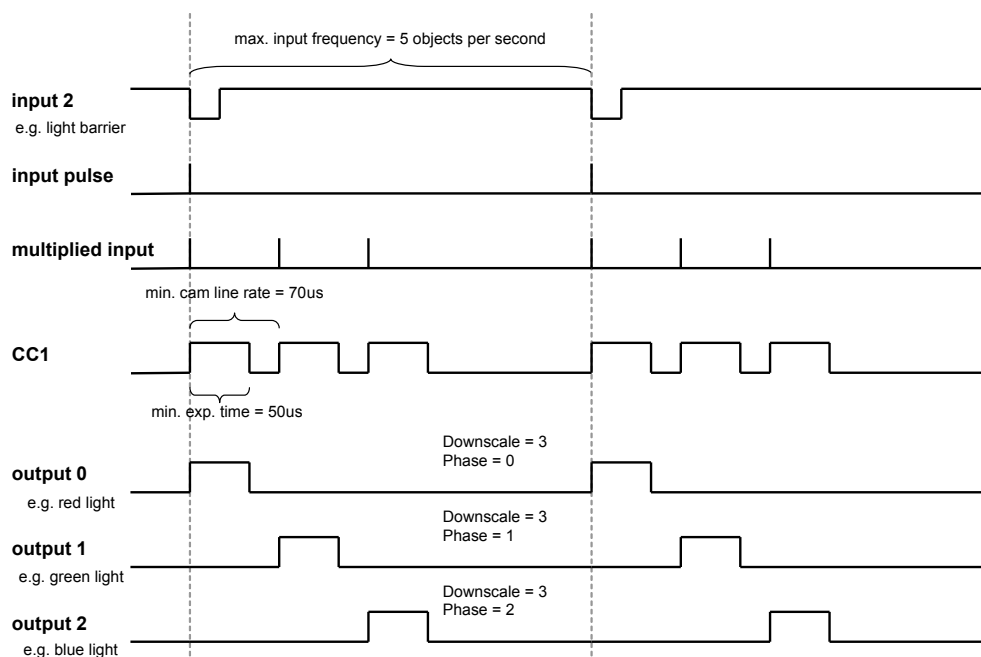 max. input frequency = 5 objects per second
input 2
e.g. light barrier
input pulse
multiplied input
min. cam line rate = 70us
CC1
min. exp. time = 50us
Downscale = 3
Phase = 0
output 0
e.g. red light
Downscale = 3
Phase = 1
output 1
e.g. green light
Downscale = 3
Phase = 2
output 2
e.g. blue light